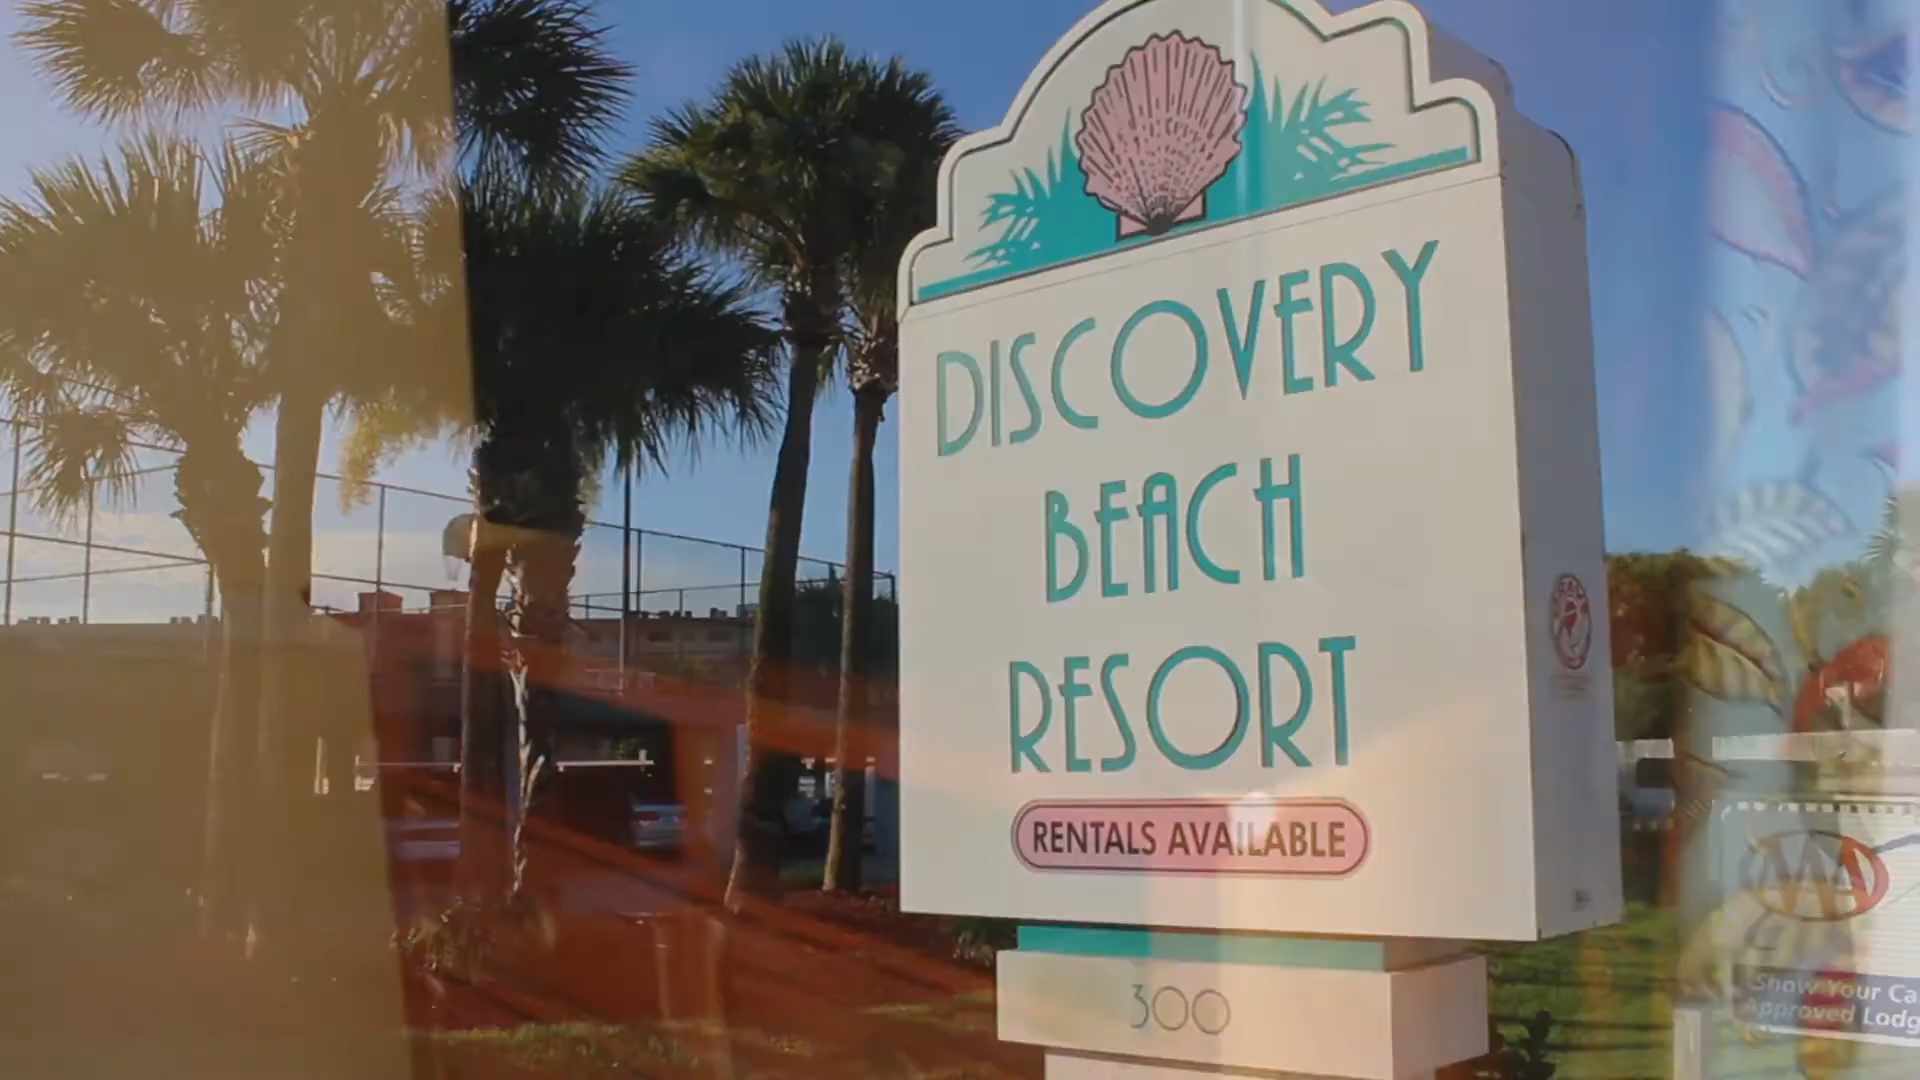 DISCOVERY
BEACH
RESORT
RENTALS AVAILABLE
300
Show Your Ca
Approved Lodg